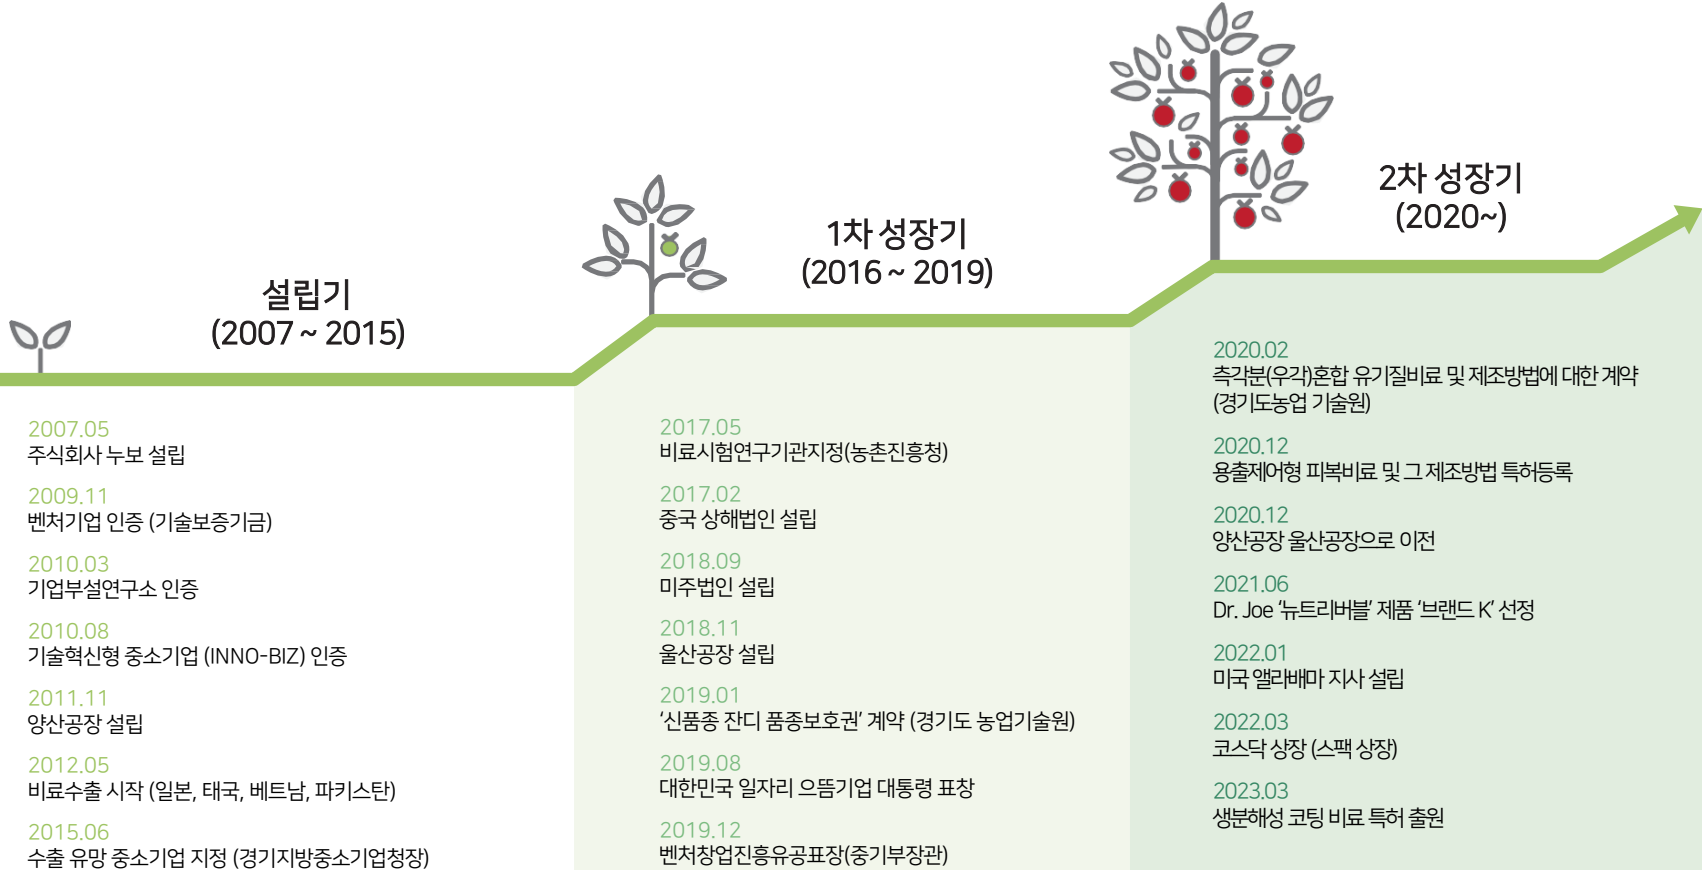 설립기
(2007 ~ 2015)
2007.05
주식회사 누보 설립
2009.11
벤처기업 인증 (기술보증기금)
2010.03
기업부설연구소 인증
2010.08
기술혁신형 중소기업 (INNO-BIZ) 인증
2011.11
양산공장 설립
2012.05
비료수출 시작 (일본, 태국, 베트남, 파키스탄)
2015.06
수출 유망 중소기업 지정 (경기지방중소기업청장)
1차 성장기
(2016 ~ 2019)
2017.05
비료시험연구기관지정(농촌진흥청)
2017.02
중국 상해법인 설립
2018.09
미주법인 설립
2018.11
울산공장 설립
2019.01
‘신품종 잔디 품종보호권’ 계약 (경기도 농업기술원)
2019.08
대한민국 일자리 으뜸기업 대통령 표창
2019.12
벤처창업진흥유공표장(중기부장관)
2차 성장기
(2020~)
2020.02
측각분(우각)혼합 유기질비료 및 제조방법에 대한 계약
(경기도농업 기술원)
2020.12
용출제어형 피복비료 및 그 제조방법 특허등록
2020.12
양산공장 울산공장으로 이전
2021.06
Dr. Joe ‘뉴트리버블’ 제품 ‘브랜드 K’ 선정
2022.01
미국 앨라배마 지사 설립
2022.03
코스닥 상장 (스팩 상장)
2023.03
생분해성 코팅 비료 특허 출원